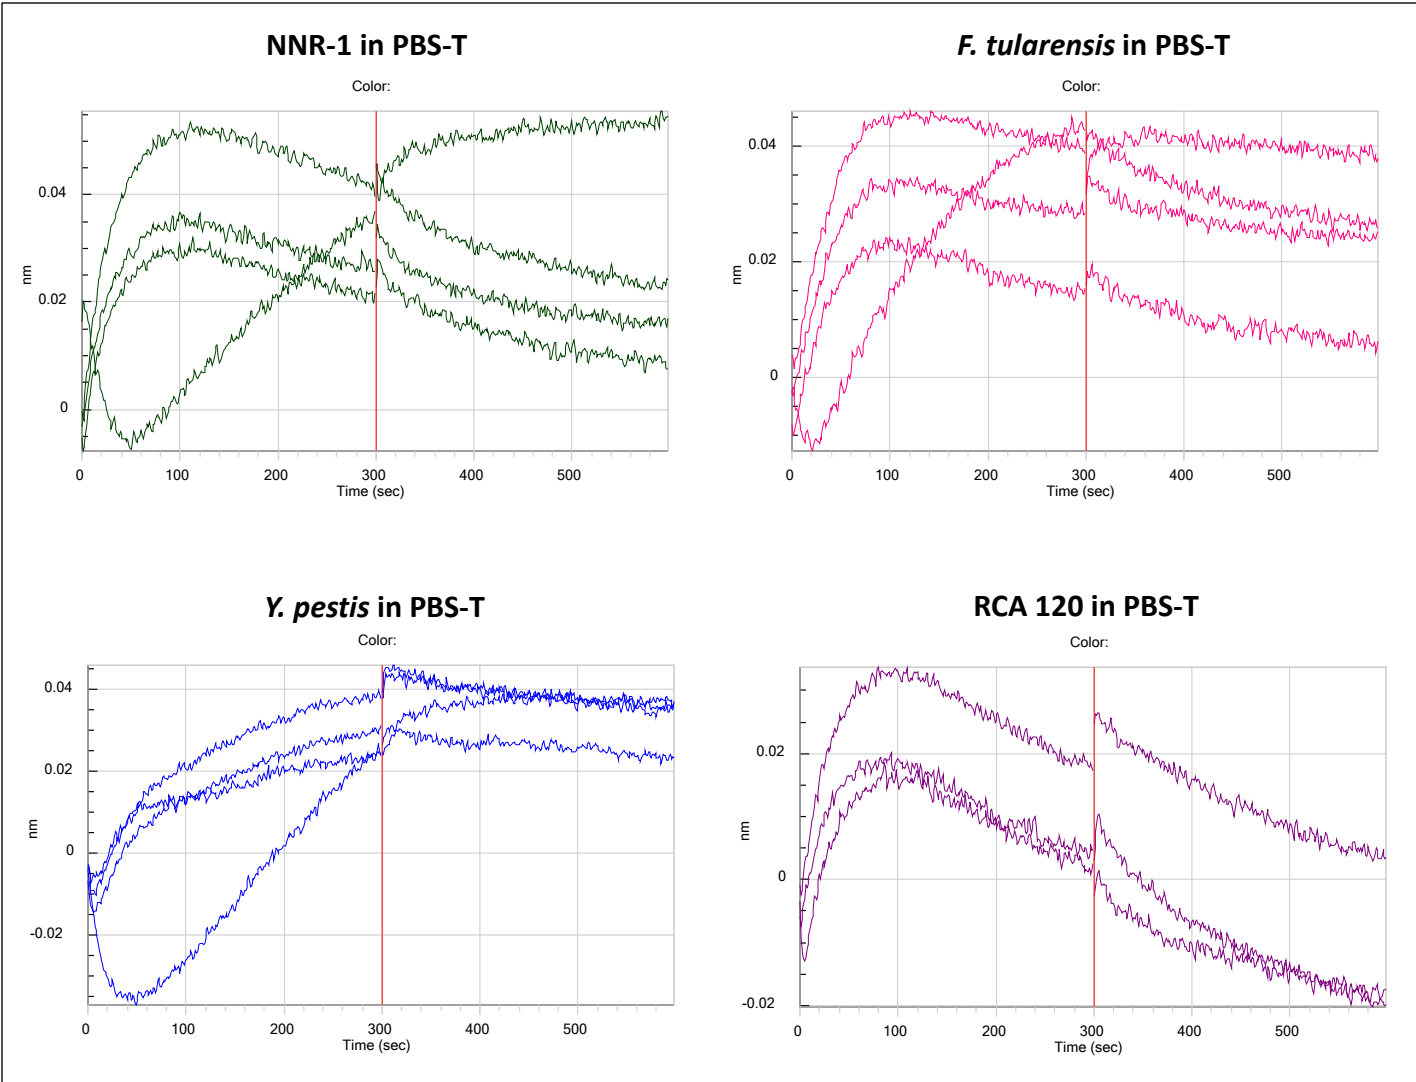 NNR-1 in PBS-T
Color:
0.04
0.02
0
nm
0 100 200 300 400 500
Time (sec)
F. tularensis in PBS-T
Color:
0.04
0.02
0
nm
0 100 200 300 400 500
Time (sec)
Y. pestis in PBS-T
Color:
0.04
0.02
0
-0.02
nm
0 100 200 300 400 500
Time (sec)
RCA 120 in PBS-T
Color:
0.02
0
-0.02
nm
0 100 200 300 400 500
Time (sec)